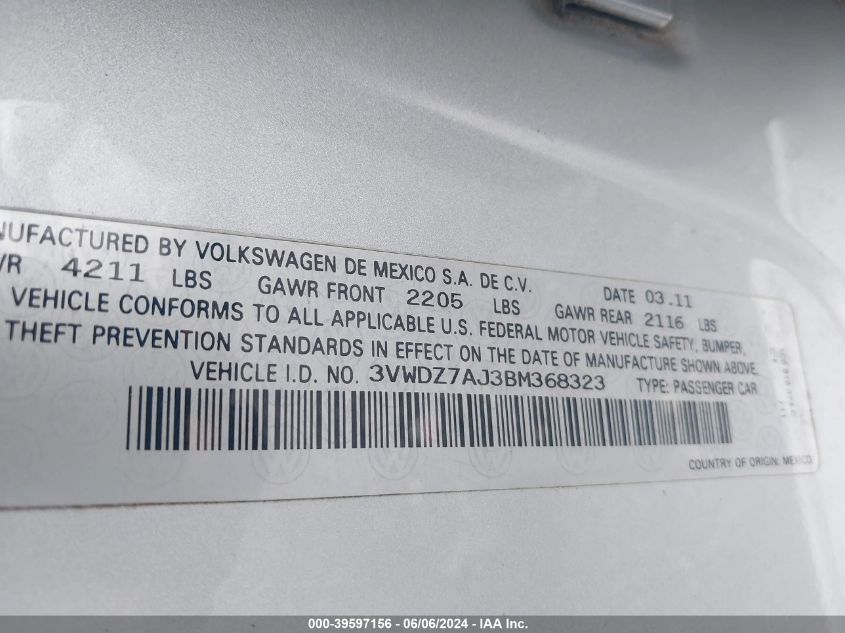 MANUFACTURED BY VOLKSWAGEN DE MEXICO S.A. DE C.V. DATE 03.11
4211 LBS GAWR FRONT 2205 LBS GAWR REAR 2116 LBS
VEHICLE CONFORMS TO ALL APPLICABLE U.S. FEDERAL MOTOR VEHICLE SAFETY, BUMPER,
THEFT PREVENTION STANDARDS IN EFFECT ON THE DATE OF MANUFACTURE SHOWN ABOVE.
VEHICLE I.D. NO. 3VWDZ7AJ3BM368323 TYPE: PASSENGER CAR
COUNTRY OF ORIGIN: MEXICO
000-39597156 - 06/06/2024 - IAA Inc.